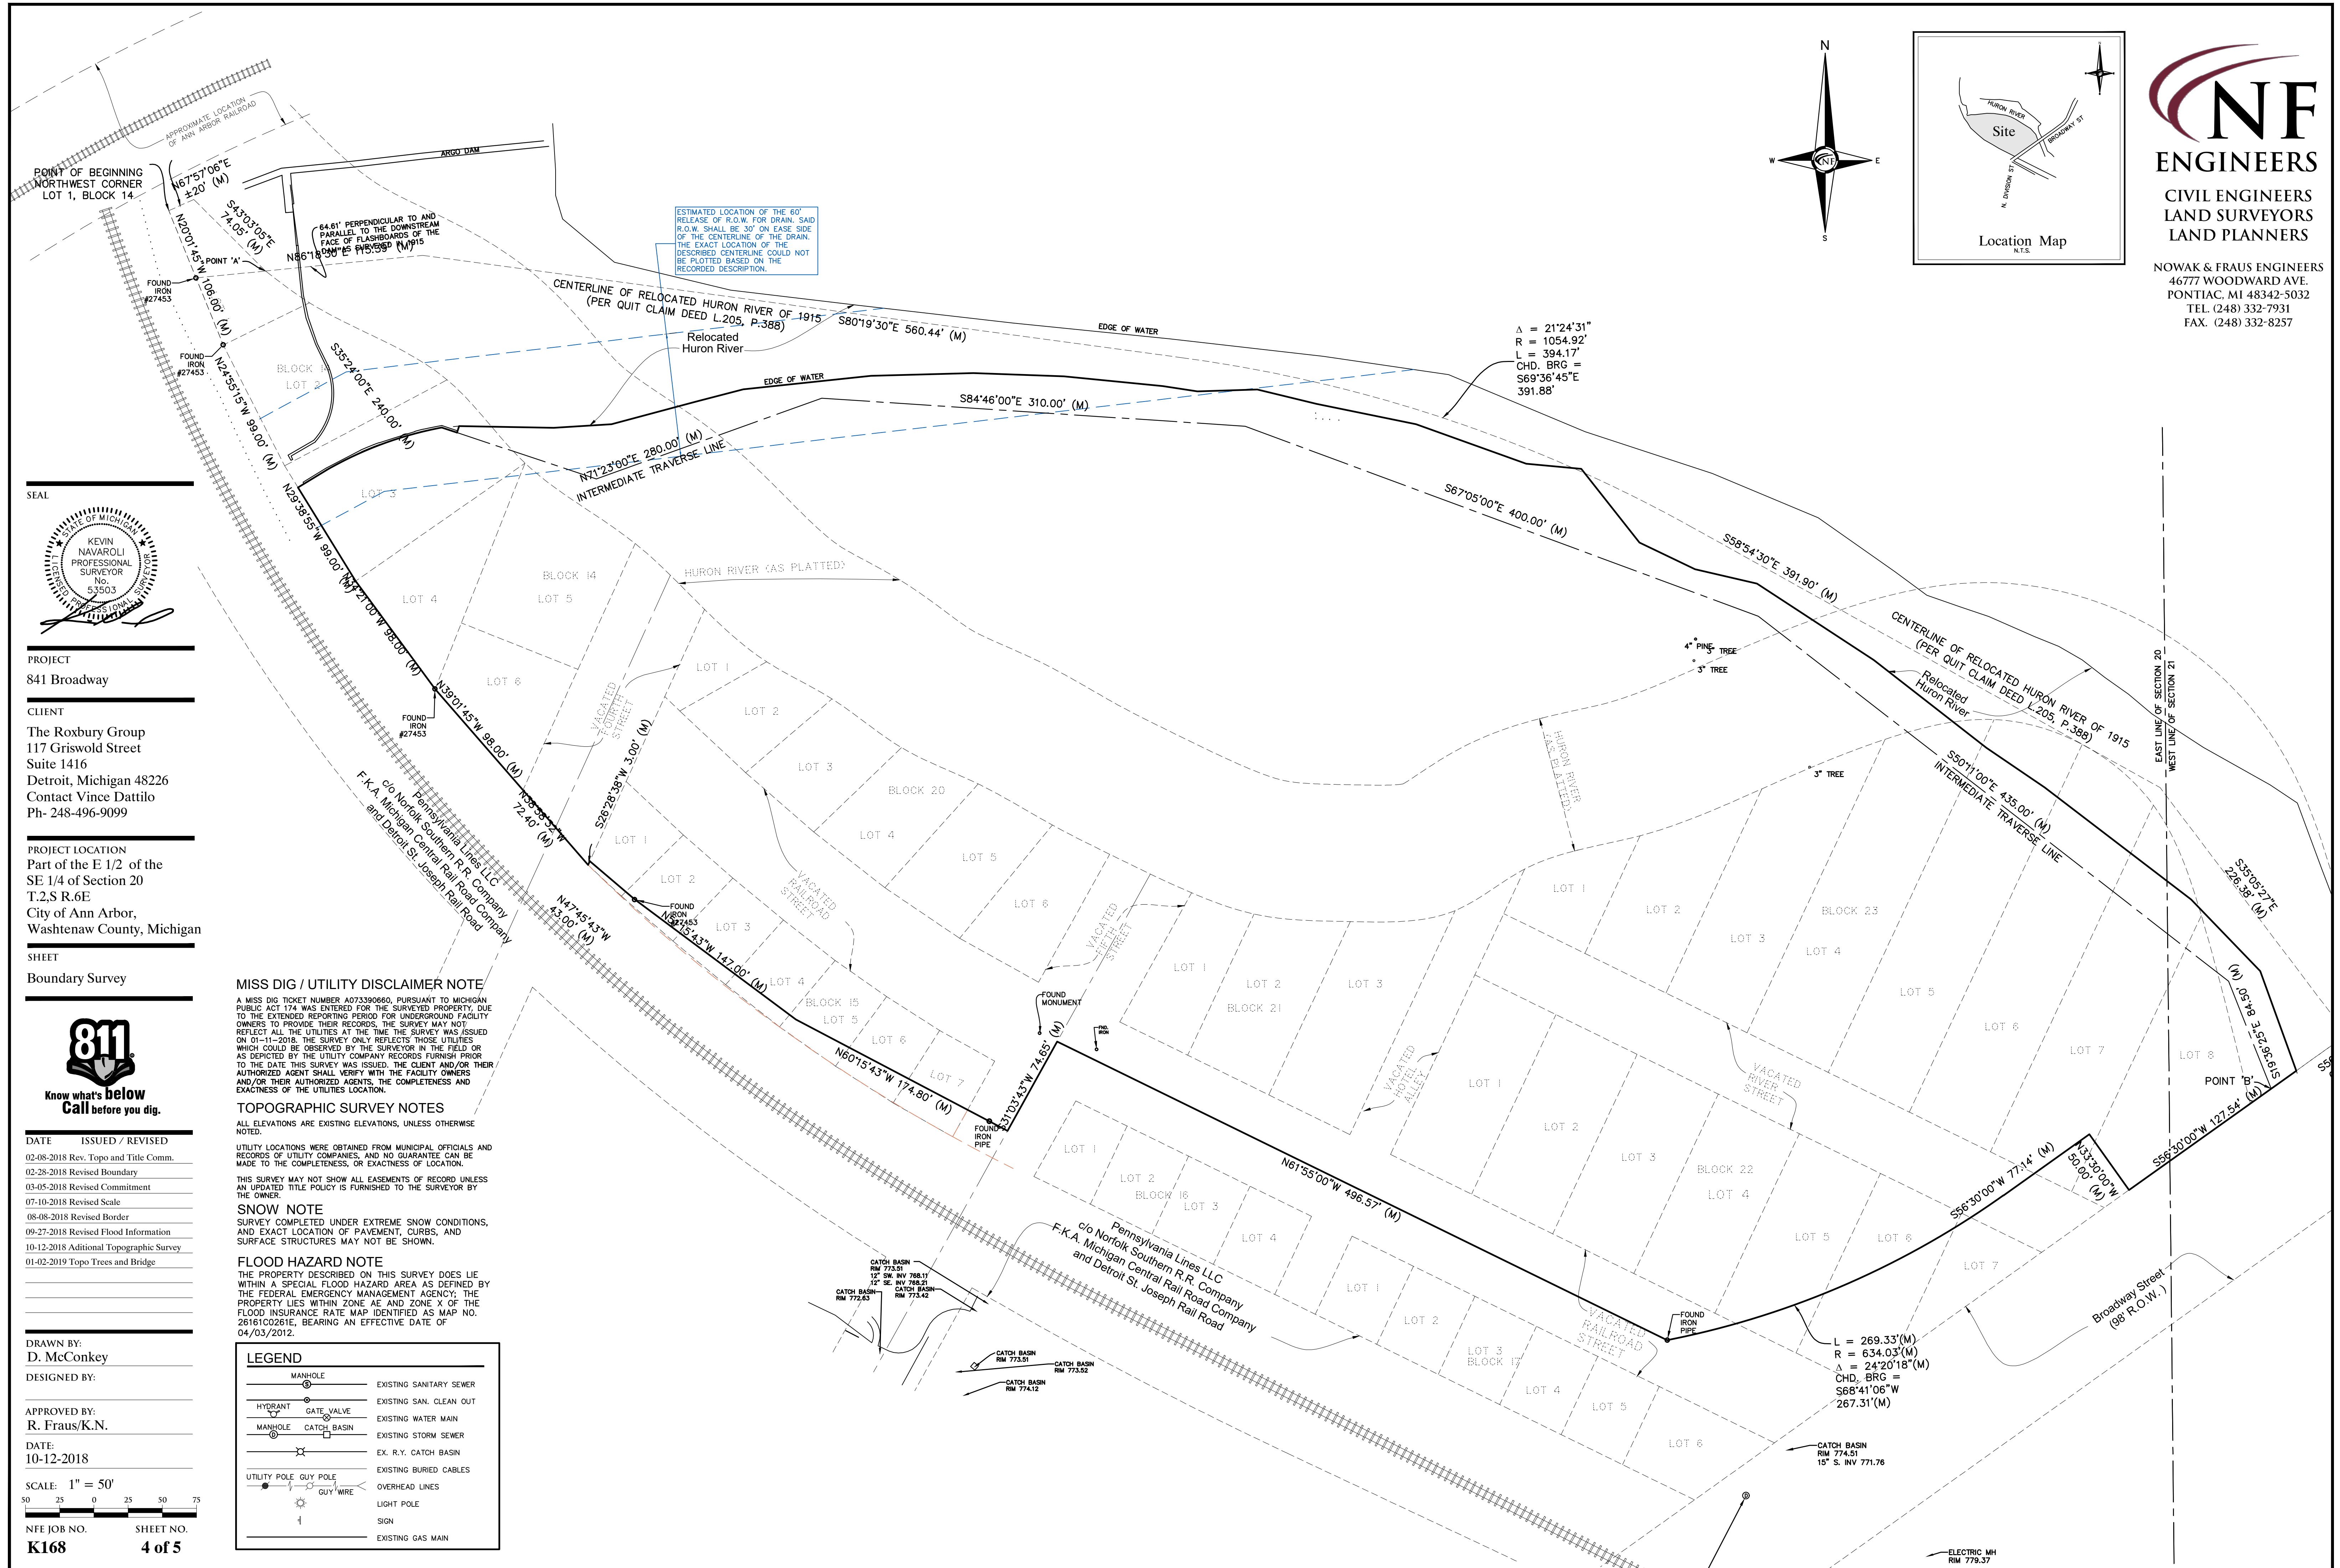 APPROXIMATE LOCATION
OF ANN ARBOR RAILROAD
POINT OF BEGINNING
NORTHWEST CORNER
LOT 1, BLOCK 14
N67°57'06"E
±20' (M)
S43°03'05"E
74.05' (M)
ARGO DAM
64.61' PERPENDICULAR TO AND
PARALLEL TO THE DOWNSTREAM
FACE OF FLASHBOARDS OF THE
DAM AS SURVEYED IN 1915
N86°18'30"E 115.59' (M)
POINT 'A'
N20°01'45"W 106.00' (M)
FOUND
IRON
#27453
FOUND
IRON
#27453
N24°55'15"W 99.00' (M)
BLOCK 14
LOT 2
S35°24'00"E 240.00' (M)
ESTIMATED LOCATION OF THE 60'
RELEASE OF R.O.W. FOR DRAIN. SAID
R.O.W. SHALL BE 30' ON EASE SIDE
OF THE CENTERLINE OF THE DRAIN.
THE EXACT LOCATION OF THE
DESCRIBED CENTERLINE COULD NOT
BE PLOTTED BASED ON THE
RECORDED DESCRIPTION.
CENTERLINE OF RELOCATED HURON RIVER OF 1915
(PER QUIT CLAIM DEED L.205, P.388)
S80°19'30"E 560.44' (M)
Relocated
Huron River
EDGE OF WATER
EDGE OF WATER
Δ = 21°24'31"
R = 1054.92'
L = 394.17'
CHD. BRG =
S69°36'45"E
391.88'
N
W
E
S
NF
HURON RIVER
Site
BROADWAY ST
N. DIVISION ST
Location Map
N.T.S.
NF
ENGINEERS
CIVIL ENGINEERS
LAND SURVEYORS
LAND PLANNERS
NOWAK & FRAUS ENGINEERS
46777 WOODWARD AVE.
PONTIAC, MI 48342-5032
TEL. (248) 332-7931
FAX. (248) 332-8257
S84°46'00"E 310.00' (M)
N71°23'00"E 280.00' (M)
INTERMEDIATE TRAVERSE LINE
S67°05'00"E 400.00' (M)
S58°54'30"E 391.90' (M)
CENTERLINE OF RELOCATED HURON RIVER OF 1915
(PER QUIT CLAIM DEED L.205, P.388)
Relocated
Huron River
EAST LINE OF SECTION 20
WEST LINE OF SECTION 21
S50°11'00"E 435.00' (M)
INTERMEDIATE TRAVERSE LINE
S35°05'27"E
226.38' (M)
S19°36'25"E 84.50' (M)
POINT 'B'
S56°30'00"W 127.54' (M)
N33°30'00"W
50.00' (M)
S56°30'00"W 77.14' (M)
4" PINE
3" TREE
3" TREE
3" TREE
LOT 3
N29°38'55"W 99.00' (M)
N34°21'00"W 98.00' (M)
LOT 4
BLOCK 14
LOT 5
LOT 6
HURON RIVER (AS PLATTED)
HURON RIVER
(AS PLATTED)
FOUND
IRON
#27453
N39°01'45"W 98.00' (M)
N38°58'32"W
72.40' (M)
S26°28'38"W 3.00' (M)
VACATED
FOURTH
STREET
LOT 1
LOT 2
LOT 3
BLOCK 20
LOT 4
LOT 5
LOT 6
VACATED
FIFTH
STREET
LOT 1
LOT 2
LOT 3
VACATED
RAILROAD
STREET
LOT 4
BLOCK 15
LOT 5
LOT 6
LOT 7
FOUND
IRON
#27453
N47°45'43"W
43.00' (M)
15'43"W 147.00' (M)
N60°15'43"W 174.80' (M)
FOUND
IRON
PIPE
S31°03'43"W 74.65' (M)
FOUND
MONUMENT
FND.
IRON
LOT 1
LOT 2
BLOCK 21
LOT 3
VACATED
HOTEL
ALLEY
LOT 1
LOT 2
LOT 3
BLOCK 23
LOT 4
LOT 5
LOT 6
LOT 7
LOT 8
VACATED
RIVER
STREET
LOT 1
LOT 2
LOT 3
BLOCK 22
LOT 4
LOT 5
LOT 6
LOT 7
LOT 1
LOT 2
BLOCK 16
LOT 3
LOT 4
N61°55'00"W 496.57' (M)
LOT 1
LOT 2
LOT 3
BLOCK 17
LOT 4
LOT 5
LOT 6
VACATED
RAILROAD
STREET
FOUND
IRON
PIPE
L = 269.33'(M)
R = 634.03'(M)
Δ = 24°20'18"(M)
CHD. BRG =
S68°41'06"W
267.31'(M)
Broadway Street
(98' R.O.W.)
Pennsylvania Lines LLC
c/o Norfolk Southern R.R. Company
F.K.A. Michigan Central Rail Road Company
and Detroit St. Joseph Rail Road
Pennsylvania Lines LLC
c/o Norfolk Southern R.R. Company
F.K.A. Michigan Central Rail Road Company
and Detroit St. Joseph Rail Road
CATCH BASIN
RIM 773.51
12" SW. INV 768.11
12" SE. INV 768.21
CATCH BASIN
RIM 772.63
CATCH BASIN
RIM 773.42
CATCH BASIN
RIM 773.51
CATCH BASIN
RIM 773.52
CATCH BASIN
RIM 774.12
CATCH BASIN
RIM 774.51
15" S. INV 771.76
ELECTRIC MH
RIM 779.37
SEAL
STATE OF MICHIGAN
KEVIN
NAVAROLI
PROFESSIONAL
SURVEYOR
No.
53503
LICENSED PROFESSIONAL SURVEYOR
PROJECT
841 Broadway
CLIENT
The Roxbury Group
117 Griswold Street
Suite 1416
Detroit, Michigan 48226
Contact Vince Dattilo
Ph- 248-496-9099
PROJECT LOCATION
Part of the E 1/2 of the
SE 1/4 of Section 20
T.2,S R.6E
City of Ann Arbor,
Washtenaw County, Michigan
SHEET
Boundary Survey
811
Know what's below
Call before you dig.
DATE ISSUED / REVISED
02-08-2018 Rev. Topo and Title Comm.
02-28-2018 Revised Boundary
03-05-2018 Revised Commitment
07-10-2018 Revised Scale
08-08-2018 Revised Border
09-27-2018 Revised Flood Information
10-12-2018 Aditional Topographic Survey
01-02-2019 Topo Trees and Bridge
DRAWN BY:
D. McConkey
DESIGNED BY:
APPROVED BY:
R. Fraus/K.N.
DATE:
10-12-2018
SCALE: 1" = 50'
50 25 0 25 50 75
NFE JOB NO. SHEET NO.
K168 4 of 5
MISS DIG / UTILITY DISCLAIMER NOTE
A MISS DIG TICKET NUMBER A073390660, PURSUANT TO MICHIGAN
PUBLIC ACT 174 WAS ENTERED FOR THE SURVEYED PROPERTY, DUE
TO THE EXTENDED REPORTING PERIOD FOR UNDERGROUND FACILITY
OWNERS TO PROVIDE THEIR RECORDS, THE SURVEY MAY NOT
REFLECT ALL THE UTILITIES AT THE TIME THE SURVEY WAS ISSUED
ON 01-11-2018. THE SURVEY ONLY REFLECTS THOSE UTILITIES
WHICH COULD BE OBSERVED BY THE SURVEYOR IN THE FIELD OR
AS DEPICTED BY THE UTILITY COMPANY RECORDS FURNISH PRIOR
TO THE DATE THIS SURVEY WAS ISSUED. THE CLIENT AND/OR THEIR
AUTHORIZED AGENT SHALL VERIFY WITH THE FACILITY OWNERS
AND/OR THEIR AUTHORIZED AGENTS, THE COMPLETENESS AND
EXACTNESS OF THE UTILITIES LOCATION.
TOPOGRAPHIC SURVEY NOTES
ALL ELEVATIONS ARE EXISTING ELEVATIONS, UNLESS OTHERWISE
NOTED.
UTILITY LOCATIONS WERE OBTAINED FROM MUNICIPAL OFFICIALS AND
RECORDS OF UTILITY COMPANIES, AND NO GUARANTEE CAN BE
MADE TO THE COMPLETENESS, OR EXACTNESS OF LOCATION.
THIS SURVEY MAY NOT SHOW ALL EASEMENTS OF RECORD UNLESS
AN UPDATED TITLE POLICY IS FURNISHED TO THE SURVEYOR BY
THE OWNER.
SNOW NOTE
SURVEY COMPLETED UNDER EXTREME SNOW CONDITIONS,
AND EXACT LOCATION OF PAVEMENT, CURBS, AND
SURFACE STRUCTURES MAY NOT BE SHOWN.
FLOOD HAZARD NOTE
THE PROPERTY DESCRIBED ON THIS SURVEY DOES LIE
WITHIN A SPECIAL FLOOD HAZARD AREA AS DEFINED BY
THE FEDERAL EMERGENCY MANAGEMENT AGENCY; THE
PROPERTY LIES WITHIN ZONE AE AND ZONE X OF THE
FLOOD INSURANCE RATE MAP IDENTIFIED AS MAP NO.
26161C0261E, BEARING AN EFFECTIVE DATE OF
04/03/2012.
LEGEND
MANHOLE
EXISTING SANITARY SEWER
EXISTING SAN. CLEAN OUT
HYDRANT GATE VALVE
EXISTING WATER MAIN
MANHOLE CATCH BASIN
EXISTING STORM SEWER
EX. R.Y. CATCH BASIN
EXISTING BURIED CABLES
UTILITY POLE GUY POLE
GUY WIRE
OVERHEAD LINES
LIGHT POLE
SIGN
EXISTING GAS MAIN